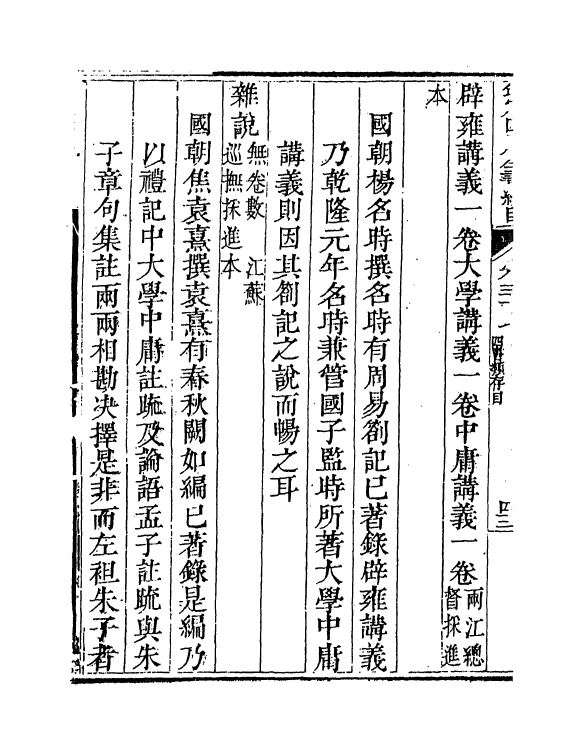 四庫全書總目 卷三十七 四書類存目 四三
辟雍講義一卷大學講義一卷中庸講義一卷兩江總督採進
本
國朝楊名時撰名時有周易劄記已著錄辟雍講義
乃乾隆元年名時兼管國子監時所著大學中庸
講義則因其劄記之說而暢之耳
雜說無卷數江蘇巡撫採進本
國朝焦袁熹撰袁熹有春秋闕如編已著錄是編乃
以禮記中大學中庸註疏及論語孟子註疏與朱
子章句集註兩兩相勘决擇是非而左袒朱子者